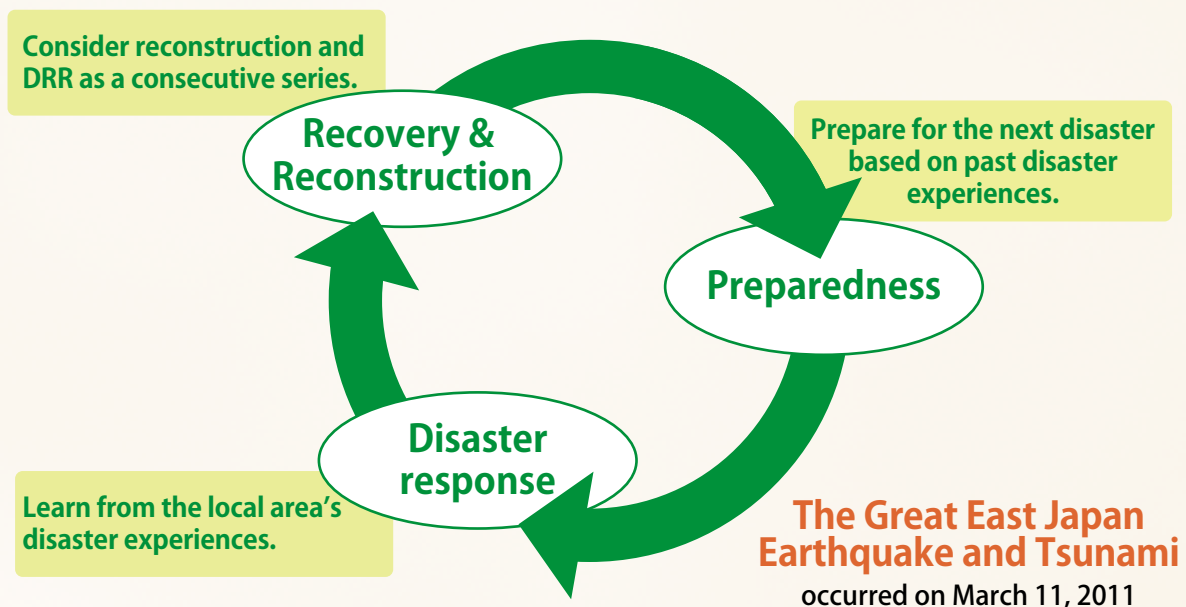 Consider reconstruction and
DRR as a consecutive series.
Recovery &
Reconstruction
Prepare for the next disaster
based on past disaster
experiences.
Preparedness
Disaster
response
Learn from the local area's
disaster experiences.
The Great East Japan
Earthquake and Tsunami
occurred on March 11, 2011